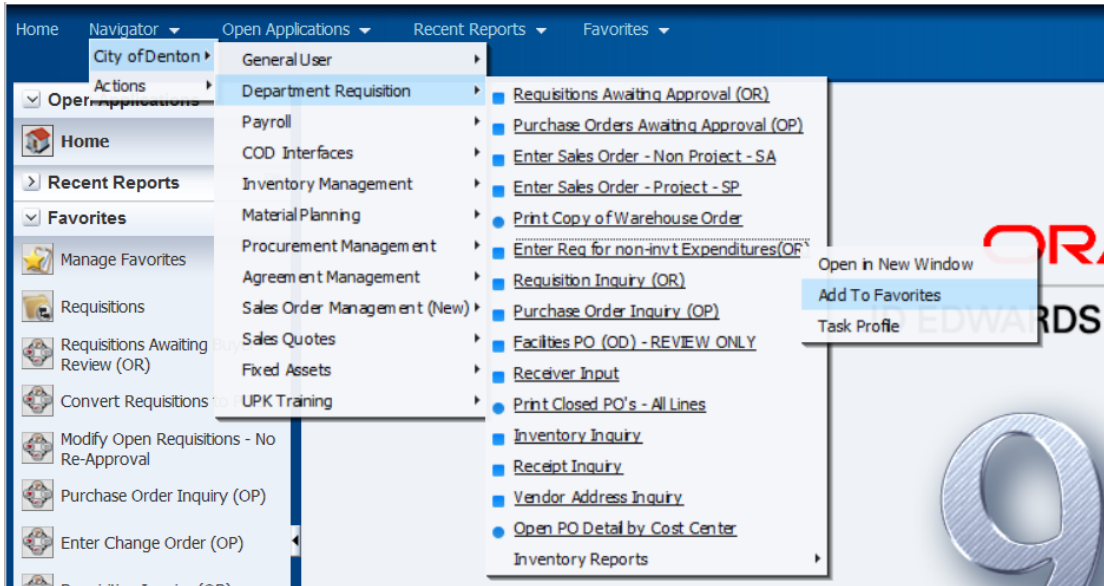 Home Navigator Open Applications Recent Reports Favorites
City of Denton
Actions
General User
Department Requisition
Payroll
COD Interfaces
Inventory Management
Material Planning
Procurement Management
Agreement Management
Sales Order Management (New)
Sales Quotes
Fixed Assets
UPK Training
Requisitions Awaiting Approval (OR)
Purchase Orders Awaiting Approval (OP)
Enter Sales Order - Non Project - SA
Enter Sales Order - Project - SP
Print Copy of Warehouse Order
Enter Req for non-invt Expenditures(OR)
Requisition Inquiry (OR)
Purchase Order Inquiry (OP)
Facilities PO (OD) - REVIEW ONLY
Receiver Input
Print Closed PO's - All Lines
Inventory Inquiry
Receipt Inquiry
Vendor Address Inquiry
Open PO Detail by Cost Center
Inventory Reports
Open in New Window
Add To Favorites
Task Profile
Open Applications
Home
Recent Reports
Favorites
Manage Favorites
Requisitions
Requisitions Awaiting
Review (OR)
Convert Requisitions
Modify Open Requisitions - No
Re-Approval
Purchase Order Inquiry (OP)
Enter Change Order (OP)
ORA
EDWARDS
9